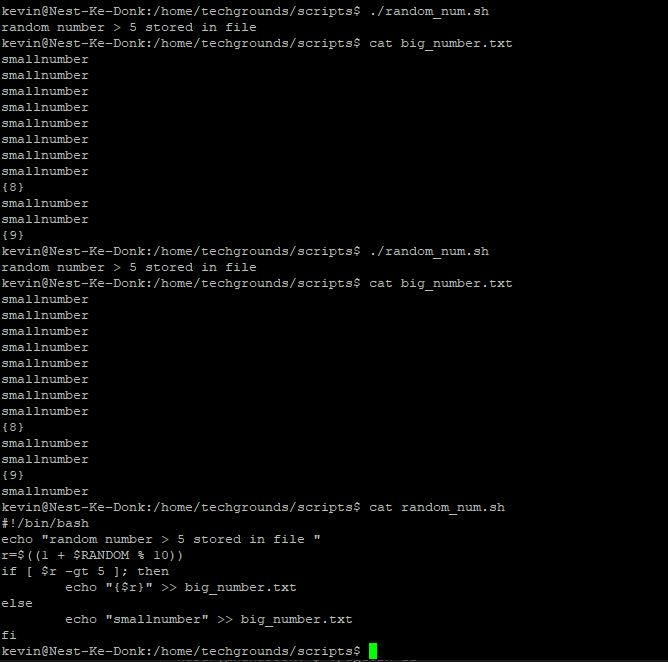 kevin@Nest-Ke-Donk:/home/techgrounds/scripts$ ./random_num.sh
random number > 5 stored in file
kevin@Nest-Ke-Donk:/home/techgrounds/scripts$ cat big_number.txt
smallnumber
smallnumber
smallnumber
smallnumber
smallnumber
smallnumber
smallnumber
smallnumber
{8}
smallnumber
smallnumber
{9}
kevin@Nest-Ke-Donk:/home/techgrounds/scripts$ ./random_num.sh
random number > 5 stored in file
kevin@Nest-Ke-Donk:/home/techgrounds/scripts$ cat big_number.txt
smallnumber
smallnumber
smallnumber
smallnumber
smallnumber
smallnumber
smallnumber
smallnumber
{8}
smallnumber
smallnumber
{9}
smallnumber
kevin@Nest-Ke-Donk:/home/techgrounds/scripts$ cat random_num.sh
#!/bin/bash
echo "random number > 5 stored in file "
r=$((1 + $RANDOM % 10))
if [ $r -gt 5 ]; then
        echo "{$r}" >> big_number.txt
else
        echo "smallnumber" >> big_number.txt
fi
kevin@Nest-Ke-Donk:/home/techgrounds/scripts$